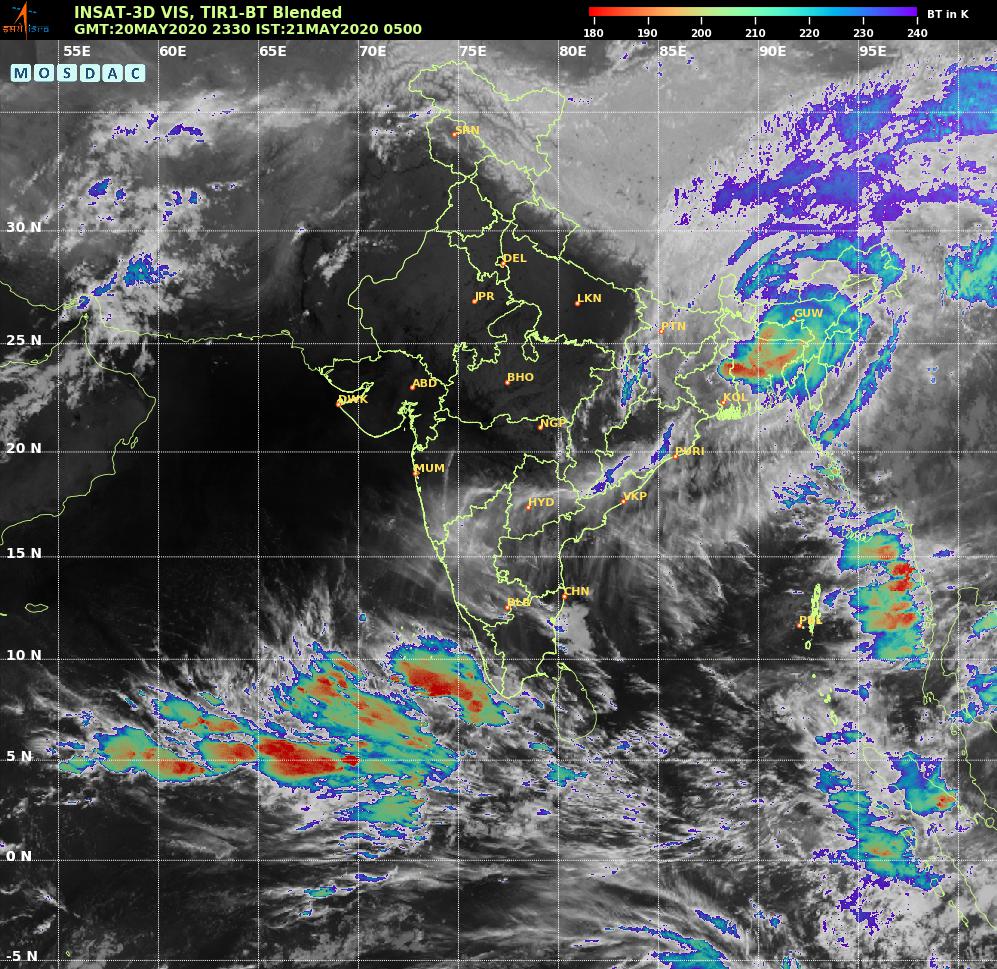 INSAT-3D VIS, TIR1-BT Blended
GMT:20MAY2020 2330 IST:21MAY2020 0500
BT in K
180 190 200 210 220 230 240
55E 60E 65E 70E 75E 80E 85E 90E 95E
MOSDAC
SRN
30 N
DEL
JPR LKN
GUW
PTN
25 N
BHO
ABD
DWK KOL
NGP
20 N PURI
MUM
VKP
HYD
15 N
CHN
BLR
PBL
10 N
5 N
0 N
-5 N